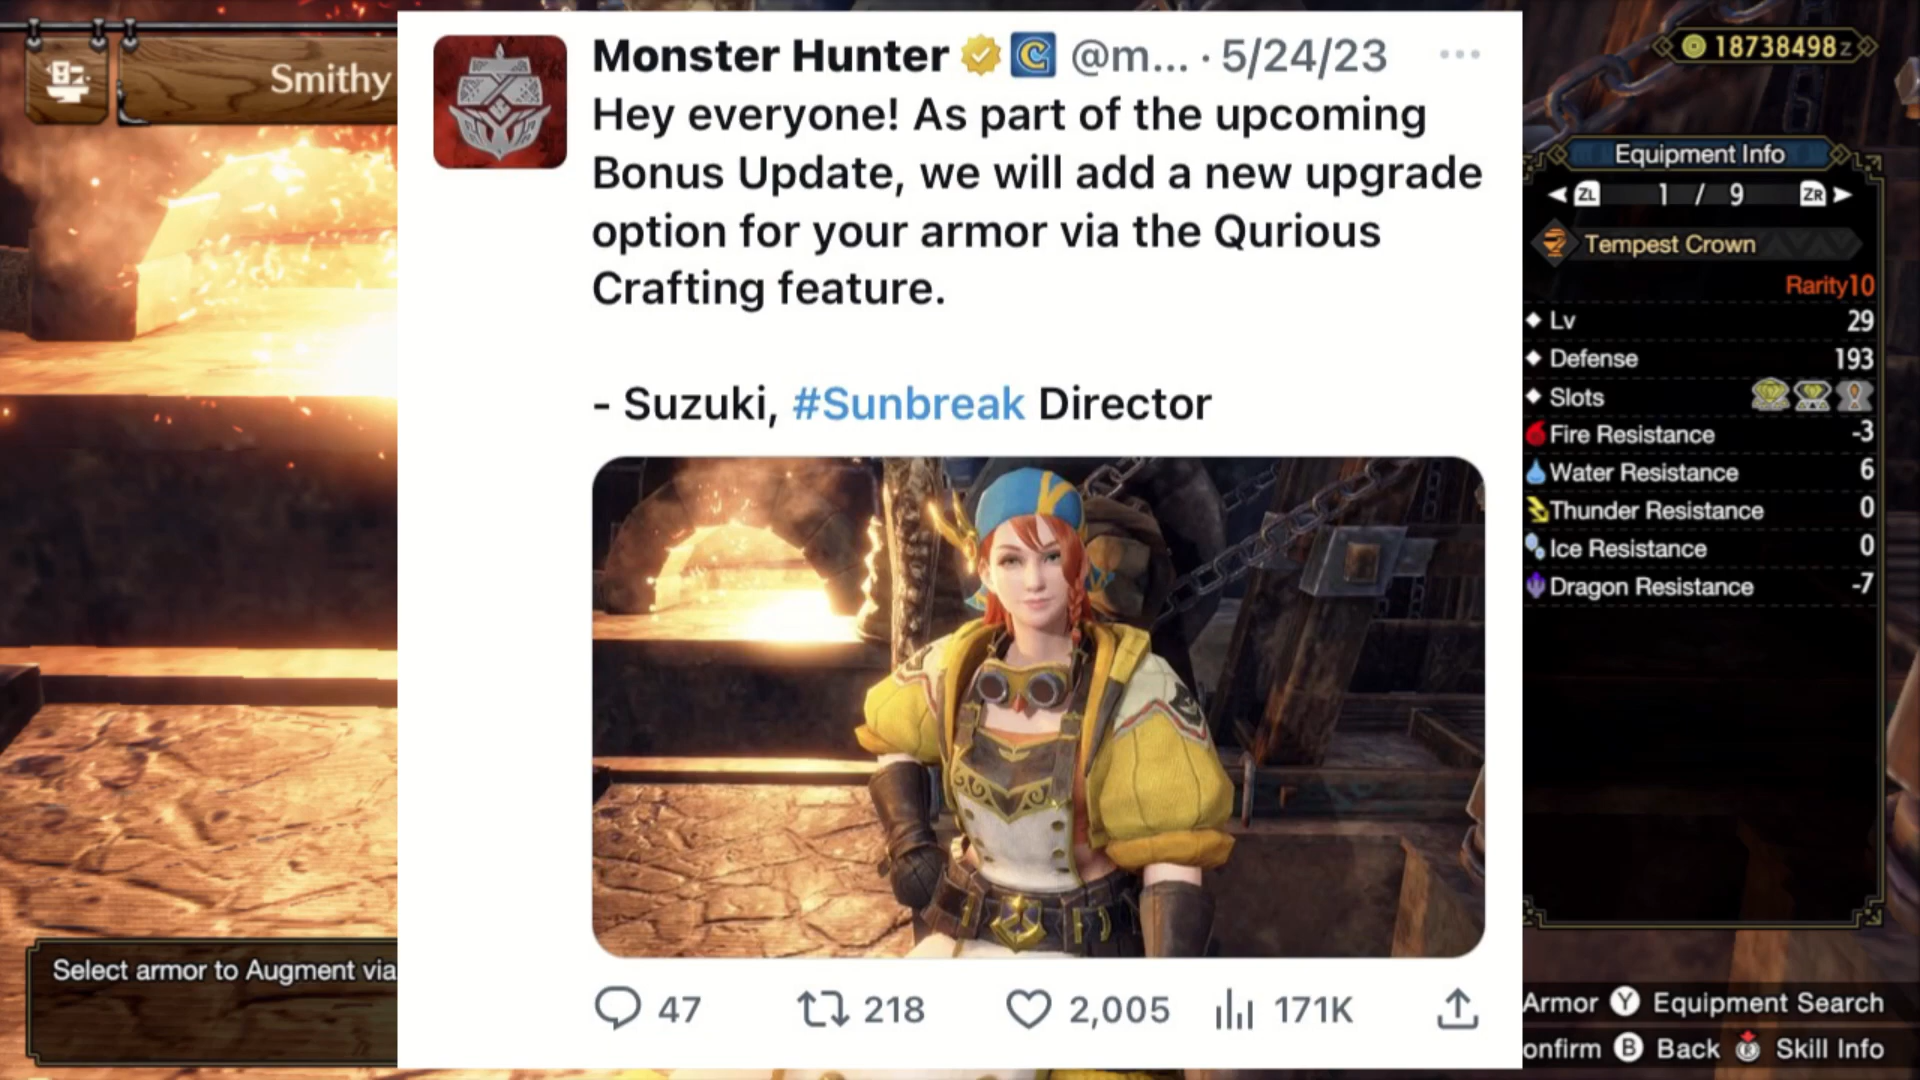 Smithy
Monster Hunter @m... · 5/24/23
Hey everyone! As part of the upcoming
Bonus Update, we will add a new upgrade
option for your armor via the Qurious
Crafting feature.
- Suzuki, #Sunbreak Director
47 218 2,005 171K
Select armor to Augment via
18738498z
Equipment Info
ZL 1 / 9 ZR
Tempest Crown
Rarity10
Lv 29
Defense 193
Slots
Fire Resistance -3
Water Resistance 6
Thunder Resistance 0
Ice Resistance 0
Dragon Resistance -7
Armor Y Equipment Search
onfirm B Back R Skill Info